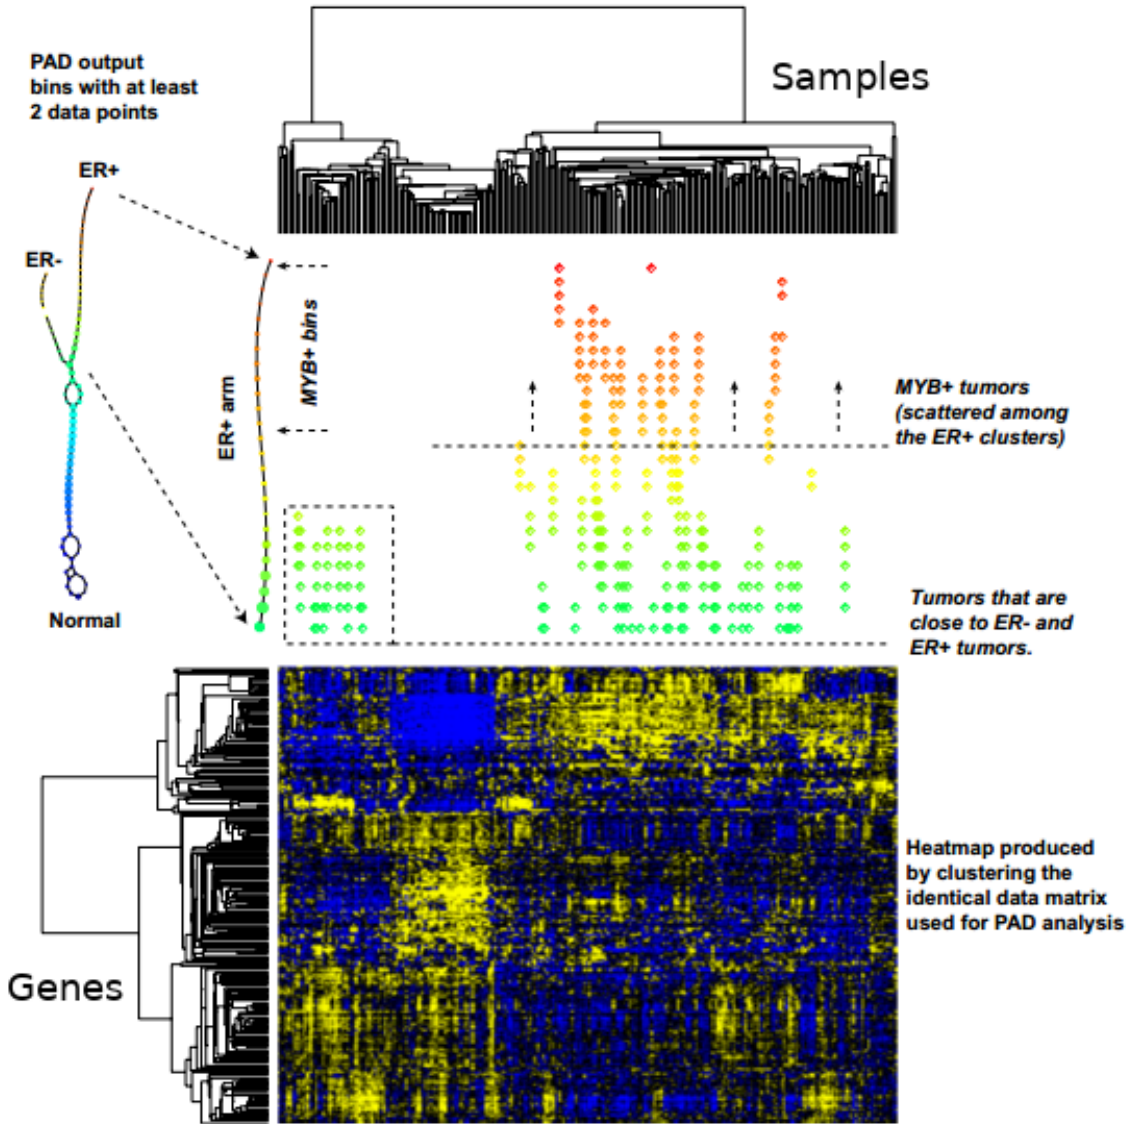 PAD output
bins with at least
2 data points
Samples
ER+
ER-
MYB+ bins
ER+ arm
MYB+ tumors
(scattered among
the ER+ clusters)
Normal
Tumors that are
close to ER- and
ER+ tumors.
Heatmap produced
by clustering the
identical data matrix
used for PAD analysis
Genes